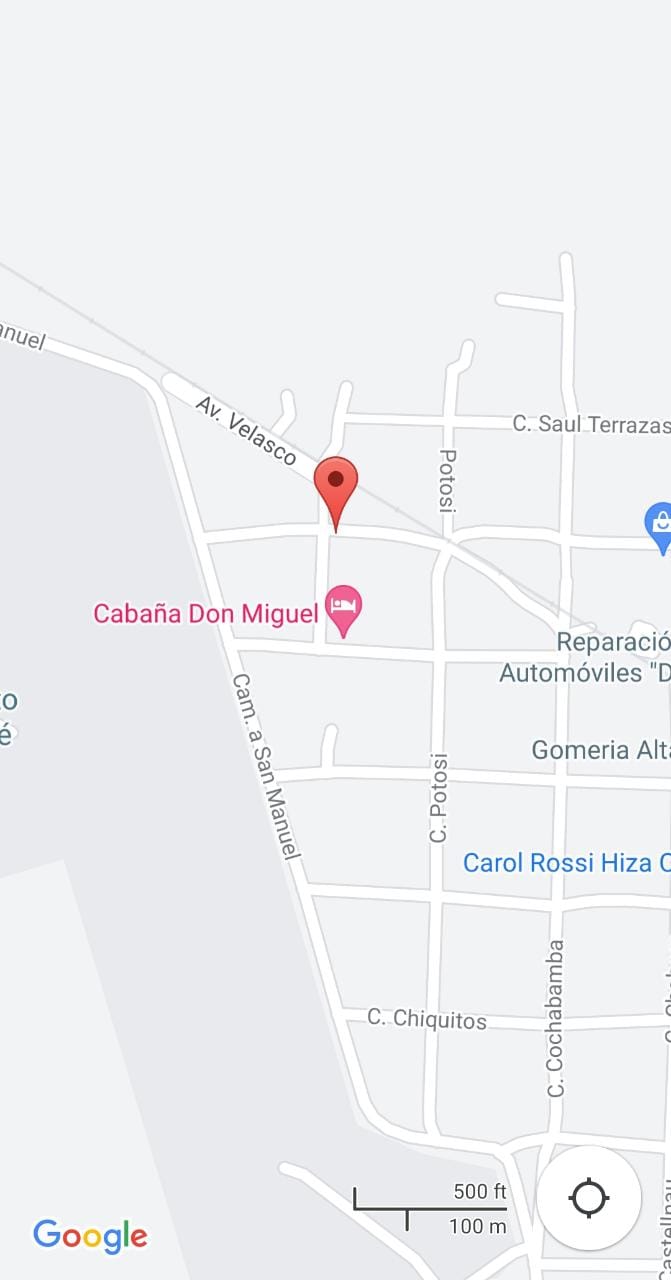 anuel
Av. Velasco
C. Saul Terrazas
Potosi
Cabaña Don Miguel
Reparació
Automóviles "D
to
é
Cam. a San Manuel
Gomeria Alta
C. Potosi
Carol Rossi Hiza
C. Chiquitos
C. Cochabamba
500 ft
100 m
Google